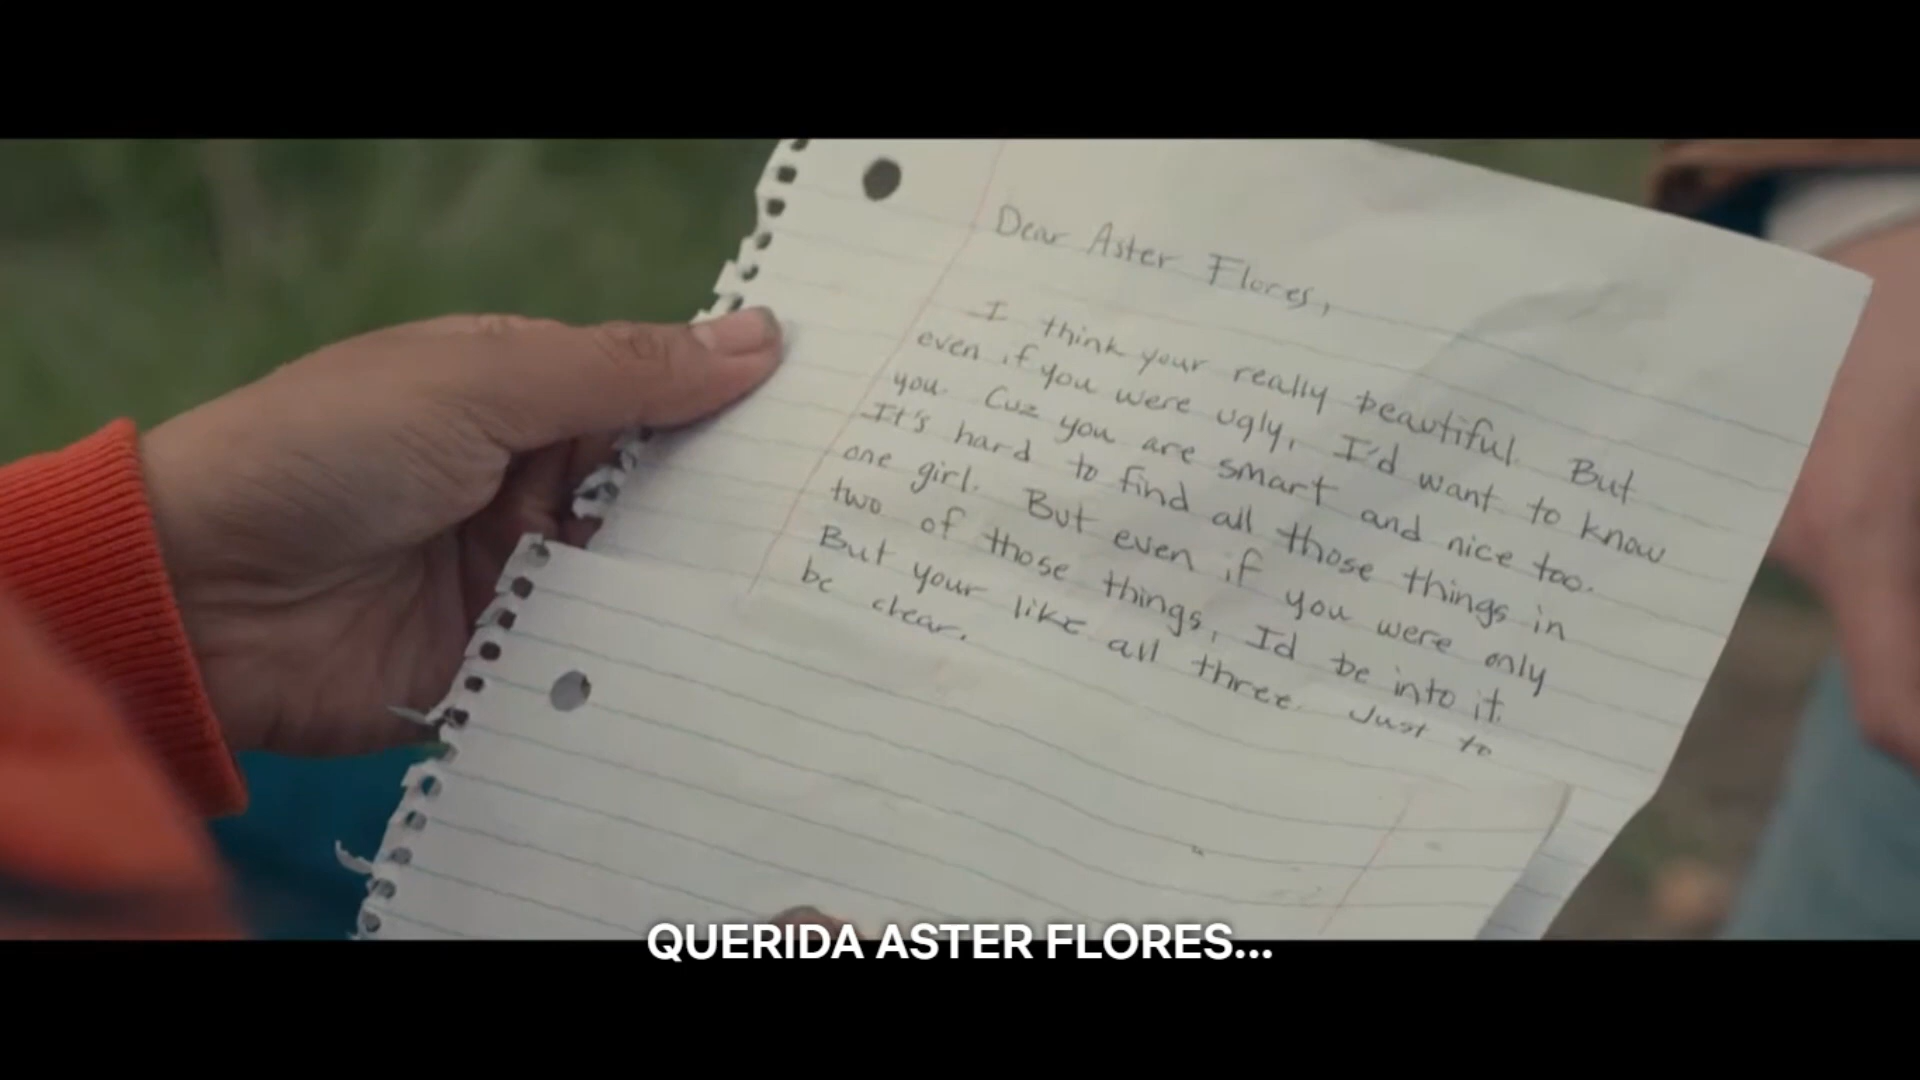 Dear Aster Flores,
I think your really beautiful. But
even if you were ugly, I'd want to know
you. Cuz you are smart and nice too.
It's hard to find all those things in
one girl. But even if you were only
two of those things, I'd be into it.
But your like all three. Just to
be clear.
QUERIDA ASTER FLORES...